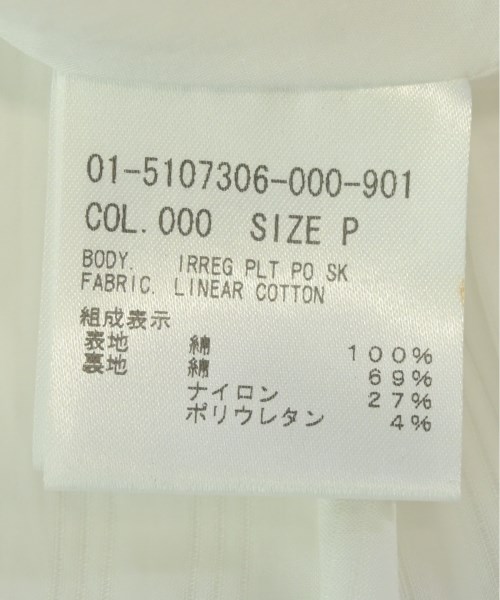 01-5107306-000-901
COL. 000 SIZE P
BODY. IRREG PLT PO SK
FABRIC. LINEAR COTTON
組成表示
表地 綿 100%
裏地 綿 69%
ナイロン 27%
ポリウレタン 4%